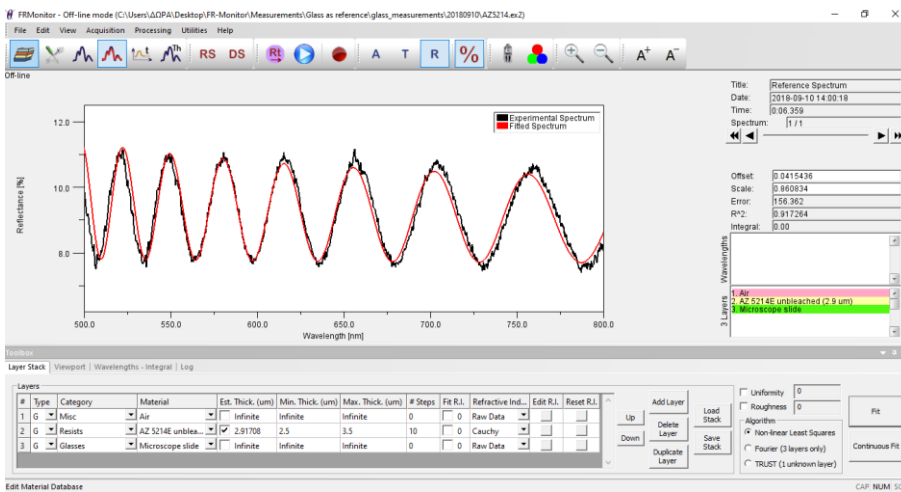 FRMonitor - Off-line mode (C:\Users\ΔΩΡΑ\Desktop\FR-Monitor\Measurements\Glass as reference\glass_measurements\20180910\AZ5214.ex2)
File Edit View Acquisition Processing Utilities Help
Th RS DS Rt A T R % A+ A-
Off-line
Experimental Spectrum
Fitted Spectrum
12.0
10.0
8.0
Reflectance [%]
500.0 550.0 600.0 650.0 700.0 750.0 800.0
Wavelength [nm]
Title: Reference Spectrum
Date: 2018-09-10 14:00:18
Time: 0:06.359
Spectrum: 1 / 1
Offset: 0.0415436
Scale: 0.860834
Error: 156.362
R^2: 0.917264
Integral: 0.00
Wavelengths
3 Layers
1. Air
2. AZ 5214E unbleached (2.9 um)
3. Microscope slide
Toolbox
Layer Stack Viewport Wavelengths - Integral Log
Layers
# Type Category Material Est. Thick. (um) Min. Thick. (um) Max. Thick. (um) # Steps Fit R.I. Refractive Ind... Edit R.I. Reset R.I.
1 G Misc Air Infinite Infinite Infinite 0 0 Raw Data
2 G Resists AZ 5214E unblea... 2.91708 2.5 3.5 10 0 Cauchy
3 G Glasses Microscope slide Infinite Infinite Infinite 0 0 Raw Data
Up
Down
Add Layer
Delete Layer
Duplicate Layer
Load Stack
Save Stack
Uniformity 0
Roughness 0
Algorithm
Non-linear Least Squares
Fourier (3 layers only)
TRUST (1 unknown layer)
Fit
Continuous Fit
Edit Material Database
CAP NUM SC